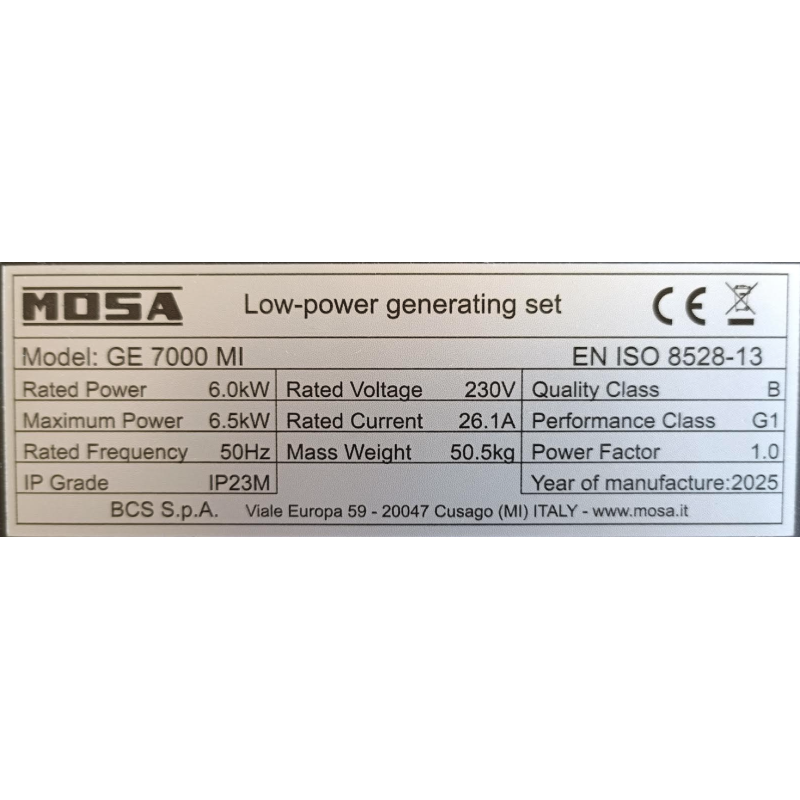 MOSA Low-power generating set CE
Model: GE 7000 MI EN ISO 8528-13
Rated Power 6.0kW Rated Voltage 230V Quality Class B
Maximum Power 6.5kW Rated Current 26.1A Performance Class G1
Rated Frequency 50Hz Mass Weight 50.5kg Power Factor 1.0
IP Grade IP23M Year of manufacture:2025
BCS S.p.A. Viale Europa 59 - 20047 Cusago (MI) ITALY - www.mosa.it